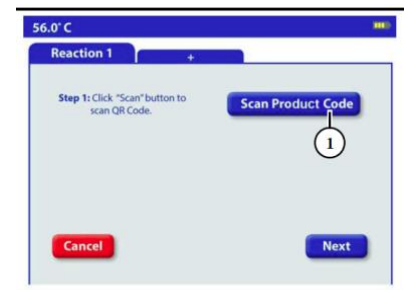 56.0° C
Reaction 1
+
Step 1: Click "Scan" button to
scan QR Code.
Scan Product Code
1
Cancel
Next